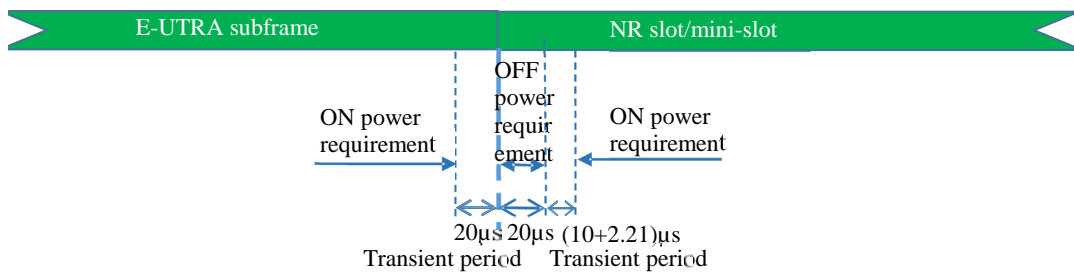 E-UTRA subframe
NR slot/mini-slot
OFF
power
requir
ement
ON power
requirement
ON power
requirement
20µs 20µs (10+2.21)µs
Transient period Transient period